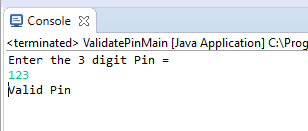 Console
<terminated> ValidatePinMain [Java Application] C:\Prog
Enter the 3 digit Pin =
123
Valid Pin